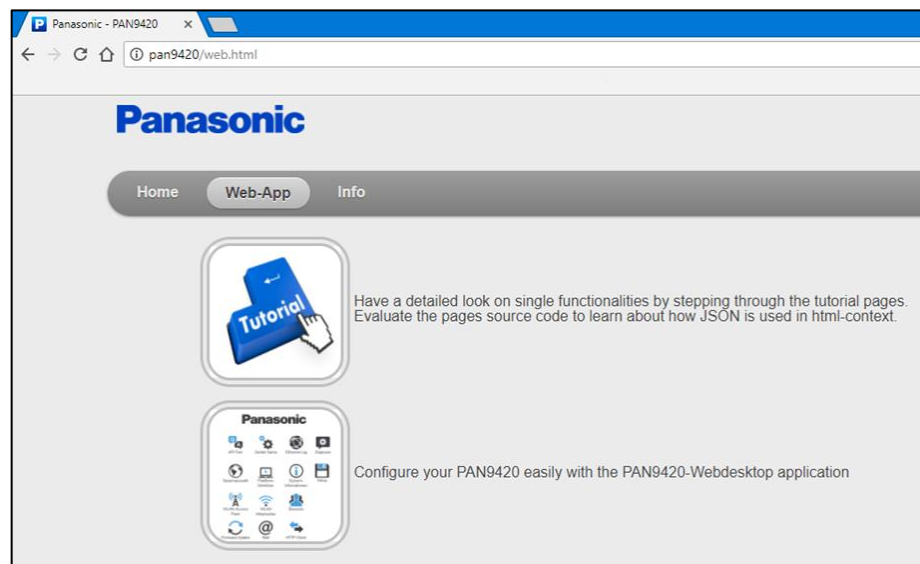 Panasonic - PAN9420
pan9420/web.html
Panasonic
Home Web-App Info
Tutorial
Have a detailed look on single functionalities by stepping through the tutorial pages.
Evaluate the pages source code to learn about how JSON is used in html-context.
Panasonic
Configure your PAN9420 easily with the PAN9420-Webdesktop application